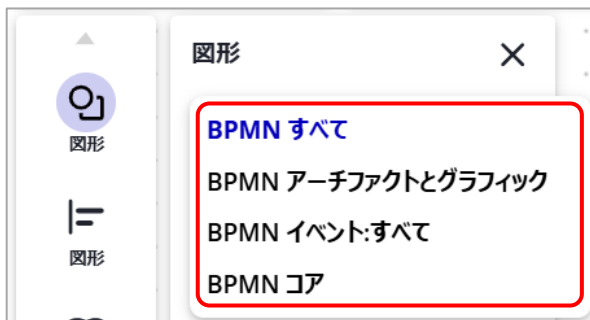 図形
図形
図形
BPMN すべて
BPMN アーチファクトとグラフィック
BPMN イベント:すべて
BPMN コア